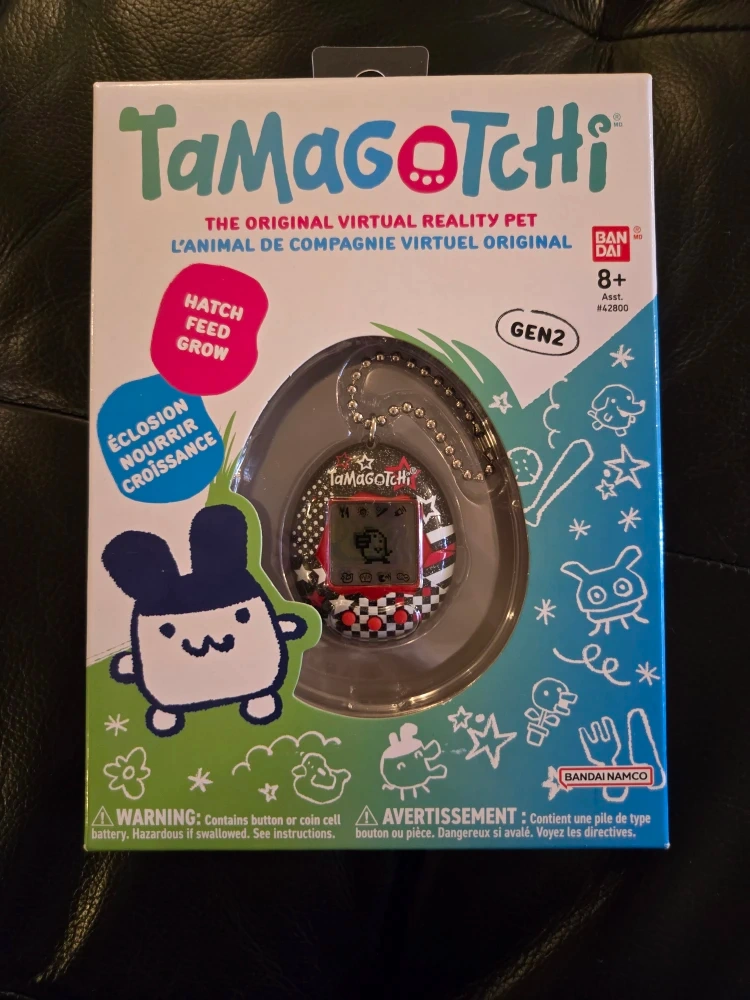 TAMAGOTCHI MD
®
THE ORIGINAL VIRTUAL REALITY PET
L'ANIMAL DE COMPAGNIE VIRTUEL ORIGINAL
BAN
DAI
® MD
8+
Asst.
#42800
GEN2
HATCH
FEED
GROW
ÉCLOSION
NOURRIR
CROISSANCE
TAMAGOTCHI
BANDAI NAMCO
⚠ WARNING: Contains button or coin cell
battery. Hazardous if swallowed. See instructions.
⚠ AVERTISSEMENT : Contient une pile de type
bouton ou pièce. Dangereux si avalé. Voyez les directives.